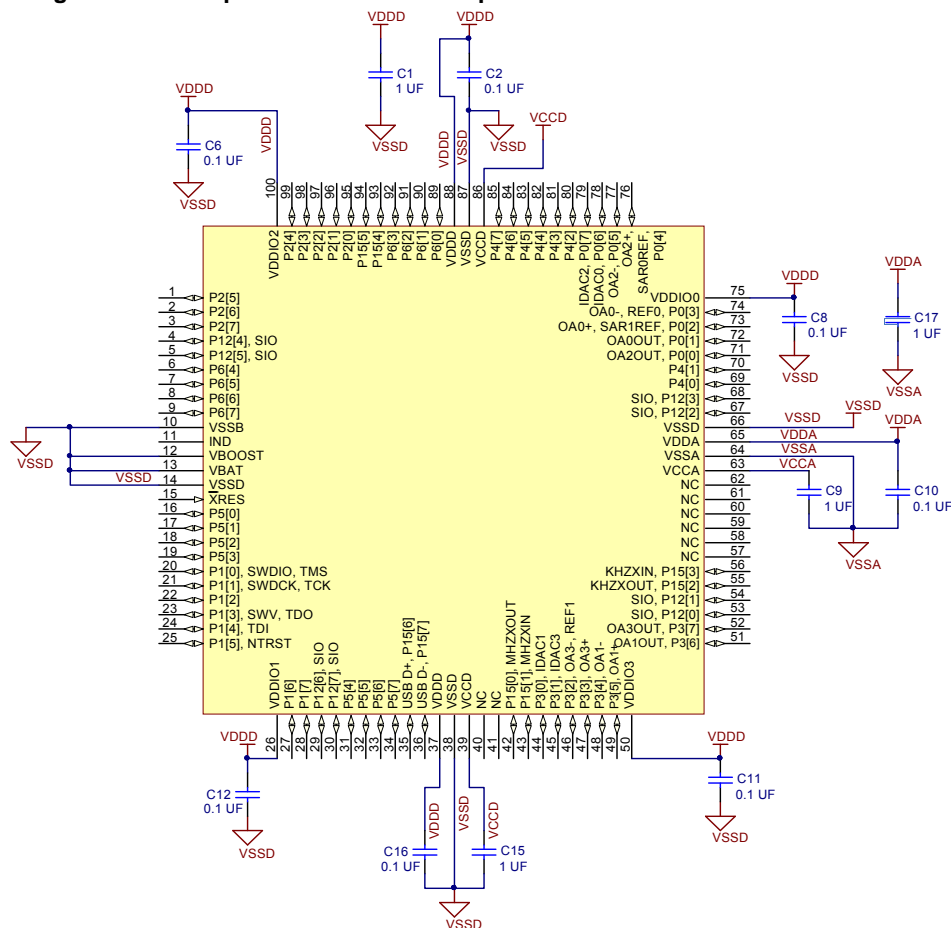 VDDD
VDDD
C1
1 UF
C2
0.1 UF
VDDD
VCCD
C6
0.1 UF
VDDD
VDDD
VSSD
VSSD
VSSD
VSSD
100
99
98
97
96
95
94
93
92
91
90
89
88
87
86
85
84
83
82
81
80
79
78
77
76
VDDIO2
P2[4]
P2[3]
P2[2]
P2[1]
P2[0]
P15[5]
P15[4]
P6[3]
P6[2]
P6[1]
P6[0]
VDDD
VSSD
VCCD
P4[7]
P4[6]
P4[5]
P4[4]
P4[3]
P4[2]
IDAC2, P0[7]
IDAC0, P0[6]
OA2-, P0[5]
OA2+,
SAR0REF,
P0[4]
1 P2[5]
2 P2[6]
3 P2[7]
4 P12[4], SIO
5 P12[5], SIO
6 P6[4]
7 P6[5]
8 P6[6]
9 P6[7]
10 VSSB
11 IND
12 VBOOST
13 VBAT
VSSD 14 VSSD
15 XRES
16 P5[0]
17 P5[1]
18 P5[2]
19 P5[3]
20 P1[0], SWDIO, TMS
21 P1[1], SWDCK, TCK
22 P1[2]
23 P1[3], SWV, TDO
24 P1[4], TDI
25 P1[5], NTRST
VSSD
VDDIO0 75
OA0-, REF0, P0[3] 74
OA0+, SAR1REF, P0[2] 73
OA0OUT, P0[1] 72
OA2OUT, P0[0] 71
P4[1] 70
P4[0] 69
SIO, P12[3] 68
SIO, P12[2] 67
VSSD 66 VSSD
VDDA 65 VDDA
VSSA 64 VSSA
VCCA 63 VCCA
NC 62
NC 61
NC 60
NC 59
NC 58
NC 57
KHZXIN, P15[3] 56
KHZXOUT, P15[2] 55
SIO, P12[1] 54
SIO, P12[0] 53
OA3OUT, P3[7] 52
OA1OUT, P3[6] 51
VDDD
C8
0.1 UF
VSSD
VDDA
C17
1 UF
VSSA
VSSD
VDDA
C9
1 UF
C10
0.1 UF
VSSA
VDDIO1
P1[6]
P1[7]
P12[6], SIO
P12[7], SIO
P5[4]
P5[5]
P5[6]
P5[7]
USB D+, P15[6]
USB D-, P15[7]
VDDD
VSSD
VCCD
NC
NC
P15[0], MHZXOUT
P15[1], MHZXIN
P3[0], IDAC1
P3[1], IDAC3
P3[2], OA3-, REF1
P3[3], OA3+
P3[4], OA1-
P3[5], OA1+
VDDIO3
26
27
28
29
30
31
32
33
34
35
36
37
38
39
40
41
42
43
44
45
46
47
48
49
50
VDDD
C12
0.1 UF
VSSD
VDDD
VSSD
VCCD
C16
0.1 UF
C15
1 UF
VSSD
VDDD
C11
0.1 UF
VSSD